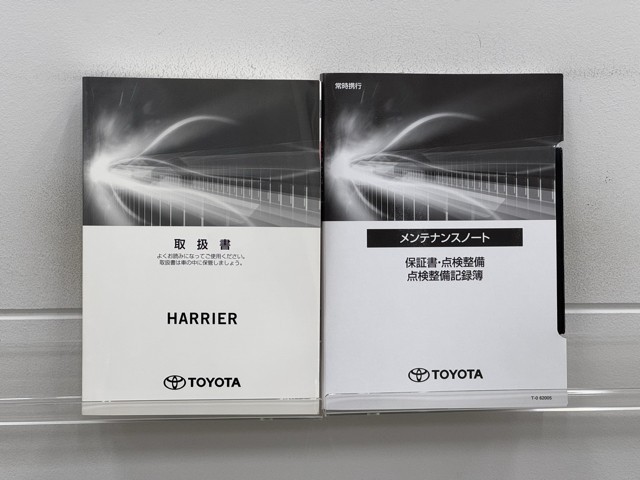 取扱書
よくお読みになってご使用ください。
取扱書は車の中に保管しましょう。
HARRIER
TOYOTA
常時携行
メンテナンスノート
保証書・点検整備
点検整備記録簿
TOYOTA